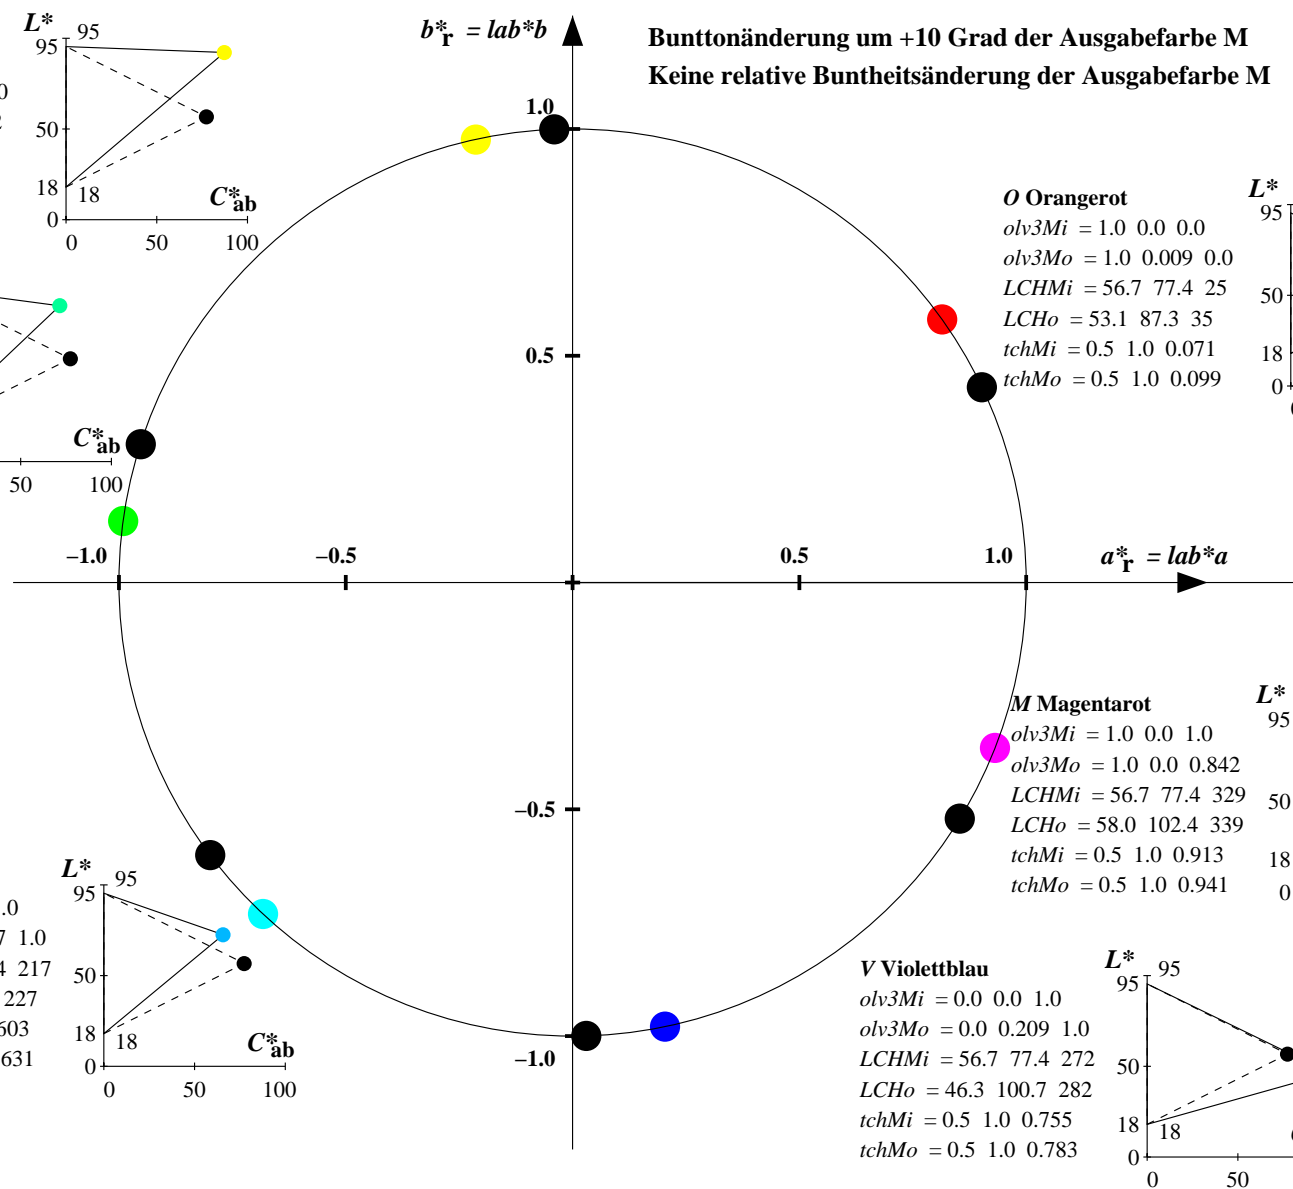 Bunttonänderung um +10 Grad der Ausgabefarbe M
Keine relative Buntheitsänderung der Ausgabefarbe M
b*r = lab*b
1.0
0.5
−0.5
−1.0
−1.0
−0.5
0.5
1.0
a*r = lab*a
L*
95
95
50
18
18
0
C*ab
0 50 100
C*ab
50 100
O Orangerot
olv3Mi = 1.0 0.0 0.0
olv3Mo = 1.0 0.009 0.0
LCHMi = 56.7 77.4 25
LCHo = 53.1 87.3 35
tchMi = 0.5 1.0 0.071
tchMo = 0.5 1.0 0.099
L*
95
50
18
0
M Magentarot
olv3Mi = 1.0 0.0 1.0
olv3Mo = 1.0 0.0 0.842
LCHMi = 56.7 77.4 329
LCHo = 58.0 102.4 339
tchMi = 0.5 1.0 0.913
tchMo = 0.5 1.0 0.941
L*
95
50
18
0
.0
7 1.0
4 217
227
603
631
L*
95
95
50
18
18
0
C*ab
0 50 100
V Violettblau
olv3Mi = 0.0 0.0 1.0
olv3Mo = 0.0 0.209 1.0
LCHMi = 56.7 77.4 272
LCHo = 46.3 100.7 282
tchMi = 0.5 1.0 0.755
tchMo = 0.5 1.0 0.783
L*
95
95
50
18
18
0
0 50